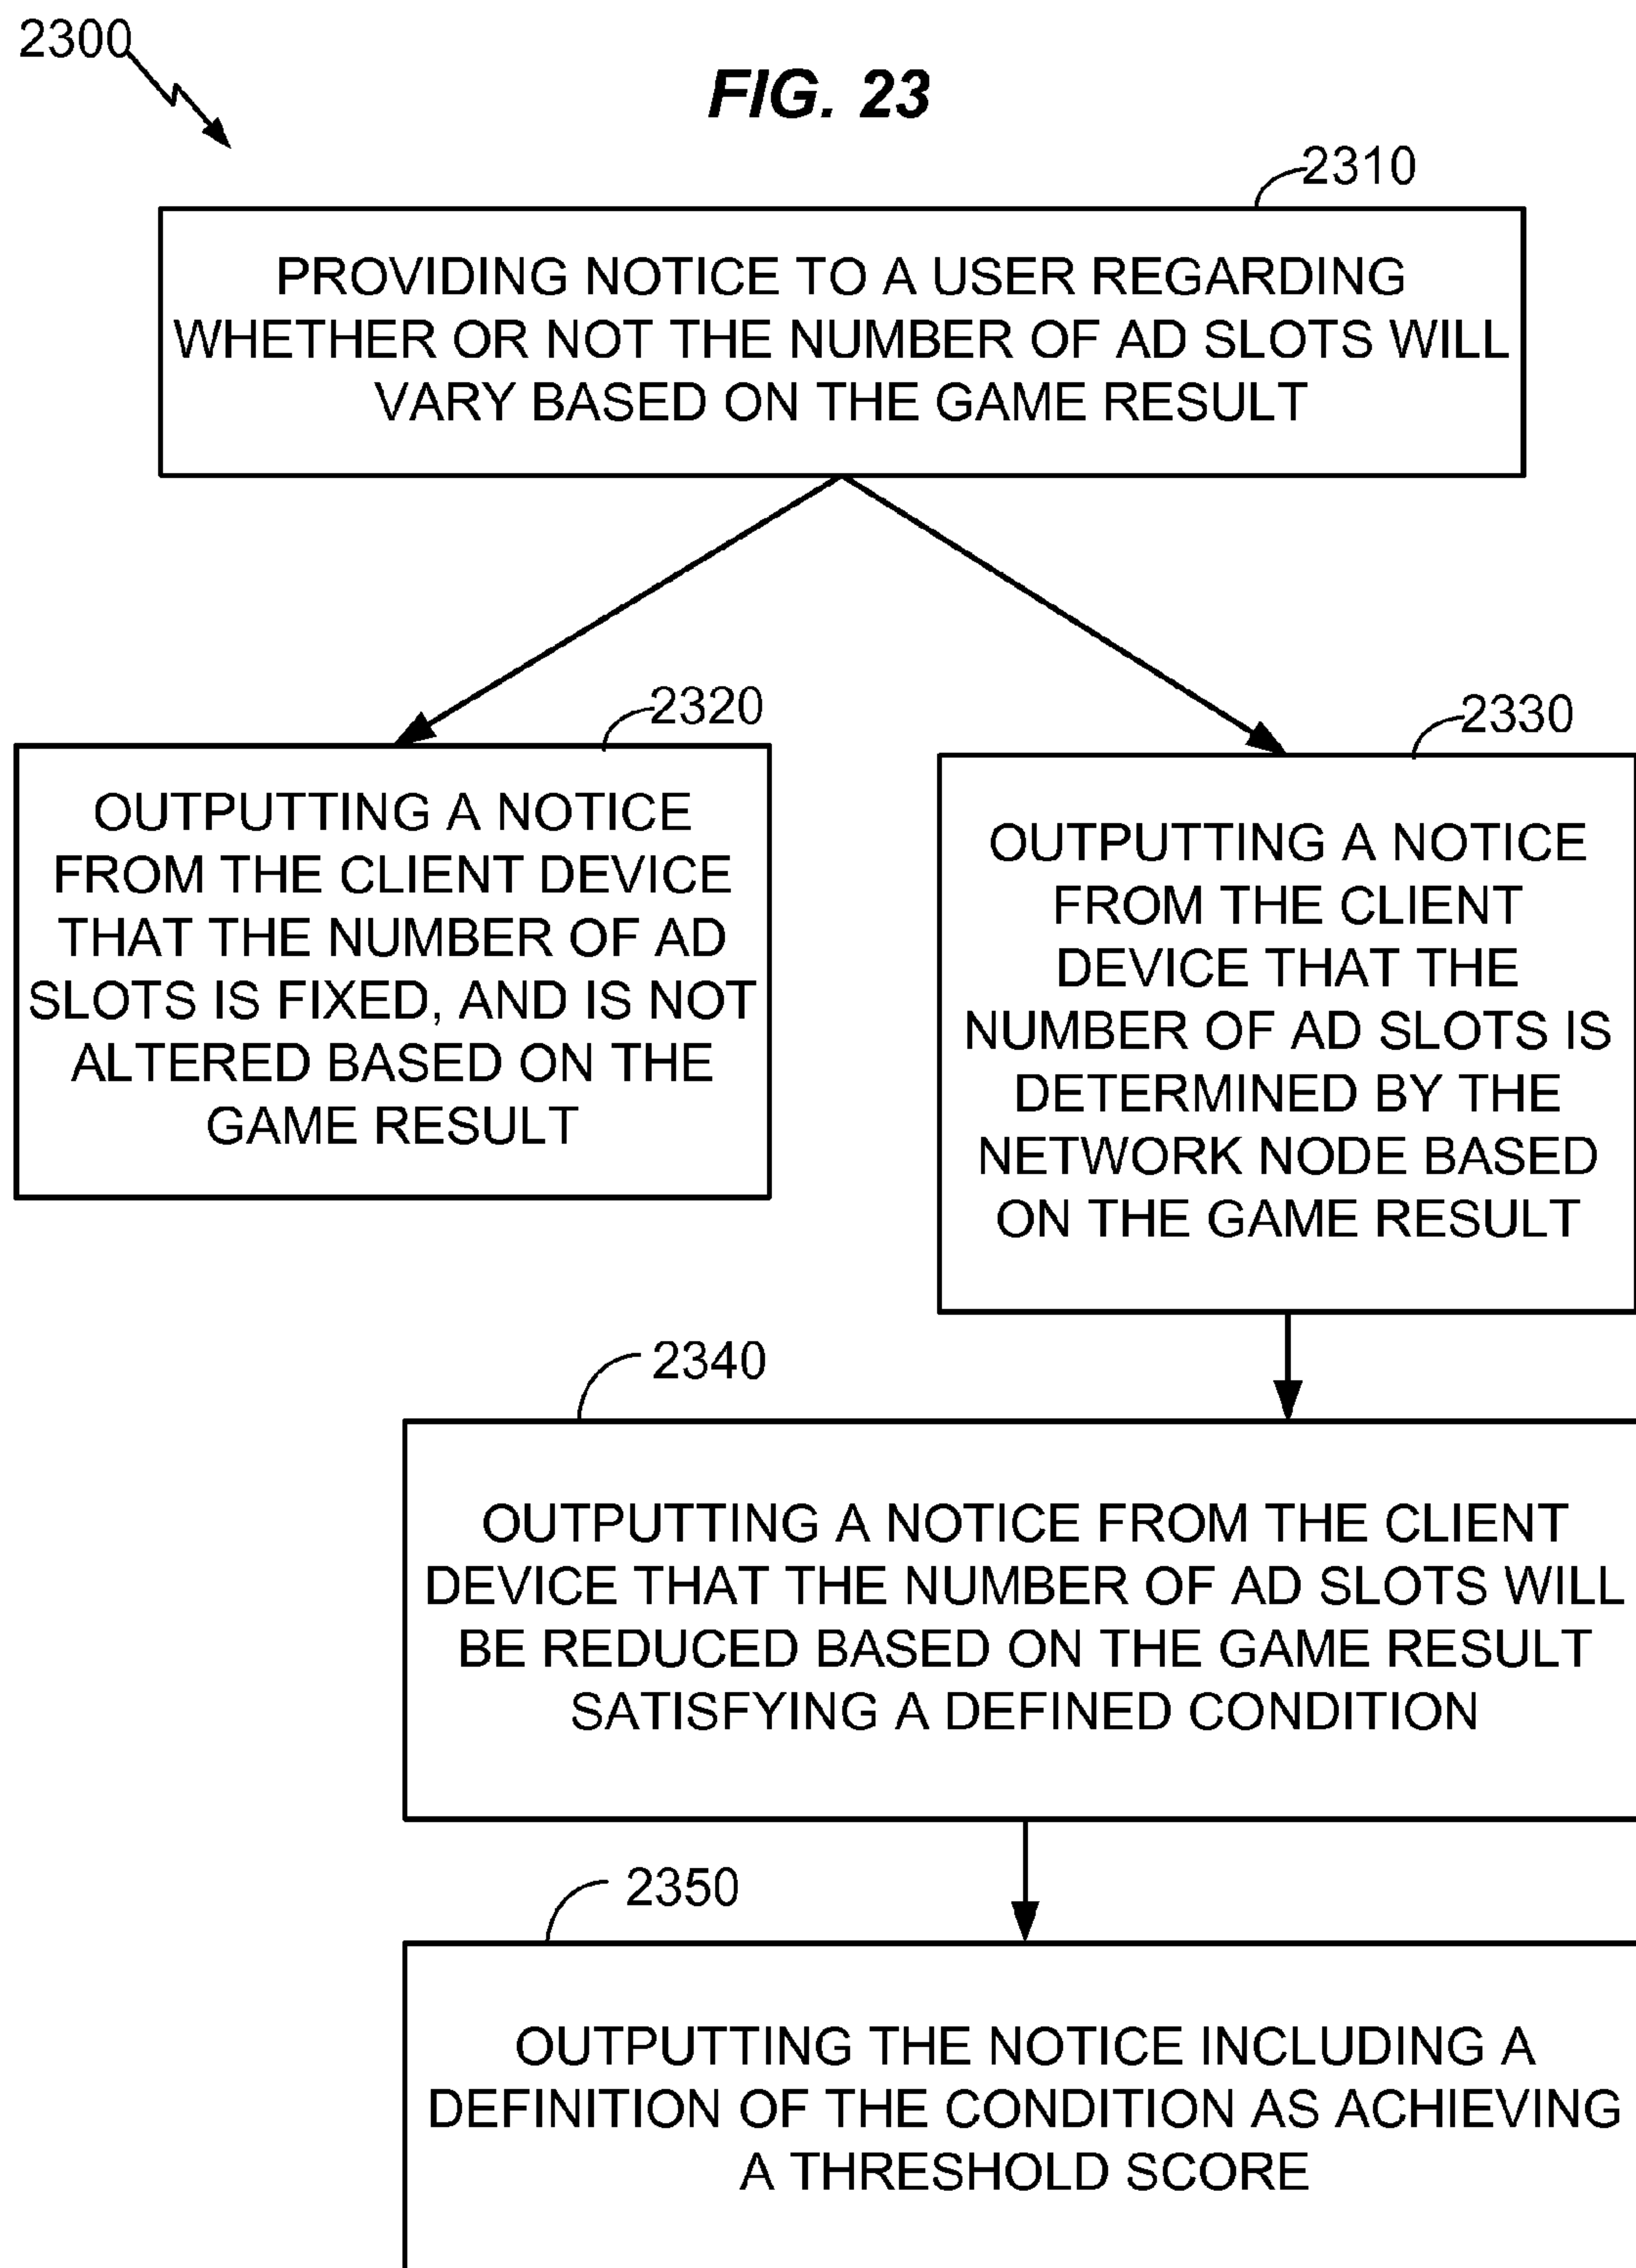 2300
FIG. 23
2310
PROVIDING NOTICE TO A USER REGARDING
WHETHER OR NOT THE NUMBER OF AD SLOTS WILL
VARY BASED ON THE GAME RESULT
2320
OUTPUTTING A NOTICE
FROM THE CLIENT DEVICE
THAT THE NUMBER OF AD
SLOTS IS FIXED, AND IS NOT
ALTERED BASED ON THE
GAME RESULT
2330
OUTPUTTING A NOTICE
FROM THE CLIENT
DEVICE THAT THE
NUMBER OF AD SLOTS IS
DETERMINED BY THE
NETWORK NODE BASED
ON THE GAME RESULT
2340
OUTPUTTING A NOTICE FROM THE CLIENT
DEVICE THAT THE NUMBER OF AD SLOTS WILL
BE REDUCED BASED ON THE GAME RESULT
SATISFYING A DEFINED CONDITION
2350
OUTPUTTING THE NOTICE INCLUDING A
DEFINITION OF THE CONDITION AS ACHIEVING
A THRESHOLD SCORE